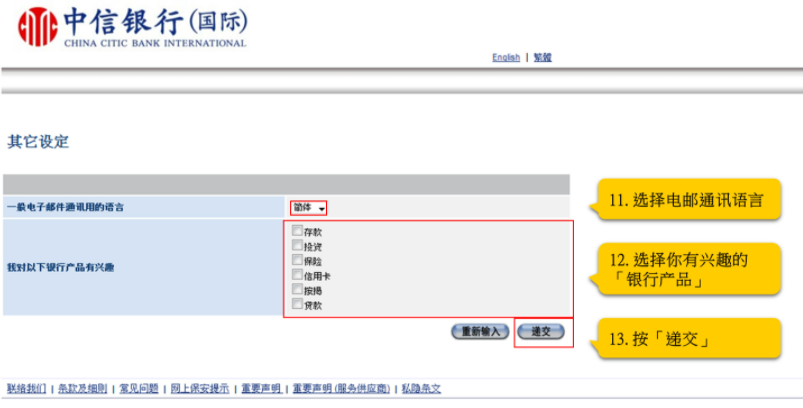 中信银行(国际)
CHINA CITIC BANK INTERNATIONAL
English | 繁體
其它设定
一般电子邮件通讯用的语言
简体
11. 选择电邮通讯语言
我对以下银行产品有兴趣
存款
投资
保险
信用卡
按揭
贷款
12. 选择你有兴趣的
「银行产品」
重新输入
递交
13. 按「递交」
联络我们 | 条款及细则 | 常见问题 | 网上保安提示 | 重要声明 | 重要声明(服务供应商) | 私隐条文